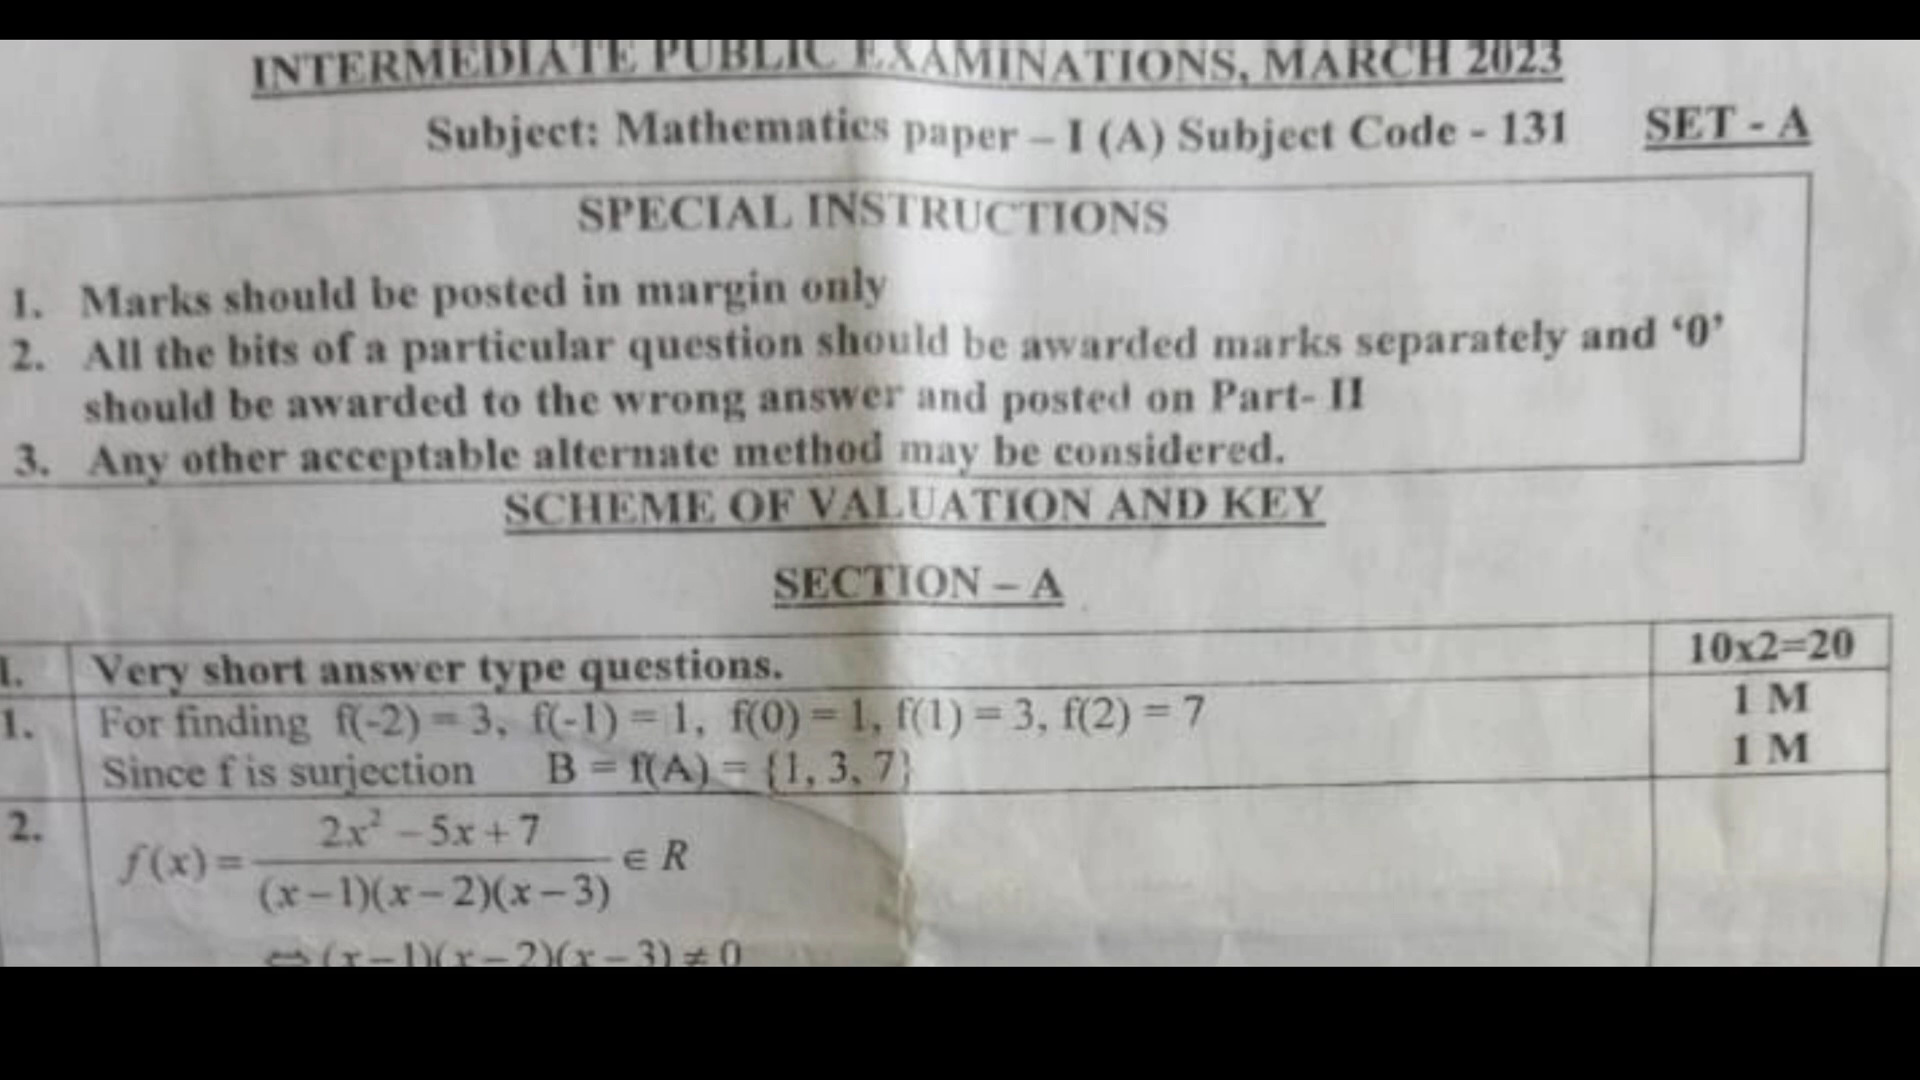 INTERMEDIATE PUBLIC EXAMINATIONS, MARCH 2023
Subject: Mathematics paper – I (A) Subject Code - 131 SET - A
SPECIAL INSTRUCTIONS
1. Marks should be posted in margin only
2. All the bits of a particular question should be awarded marks separately and ‘0’
should be awarded to the wrong answer and posted on Part- II
3. Any other acceptable alternate method may be considered.
SCHEME OF VALUATION AND KEY
SECTION – A
I. Very short answer type questions. 10x2=20
1. For finding f(-2) = 3, f(-1) = 1, f(0) = 1, f(1) = 3, f(2) = 7 1 M
Since f is surjection B = f(A) = {1, 3, 7} 1 M
2. f(x) = (2x² – 5x + 7) / ((x – 1)(x – 2)(x – 3)) ∈ R
⇔ (x – 1)(x – 2)(x – 3) ≠ 0